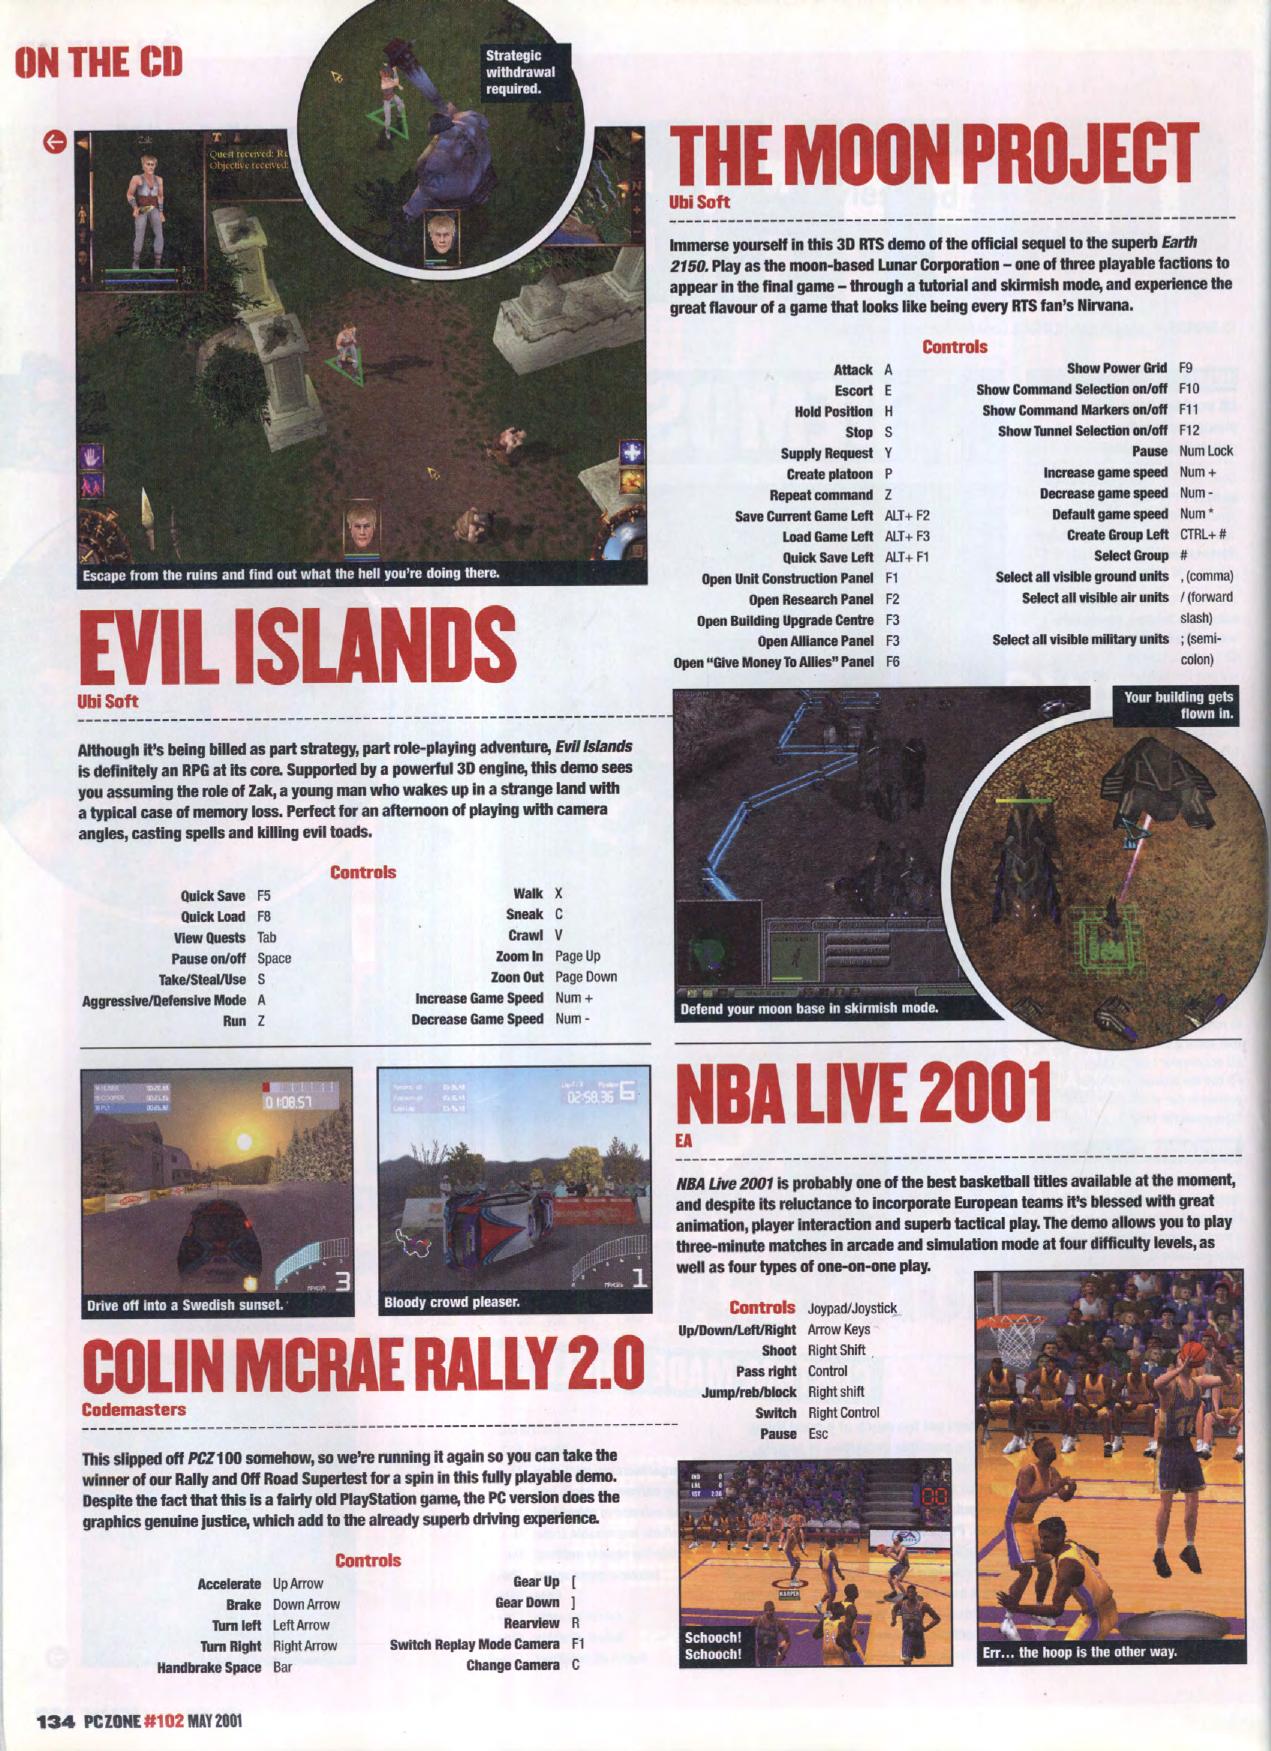 ON THE CD
Strategic
withdrawal
required.
Zak
Quest received: Ru
Objective received:
Escape from the ruins and find out what the hell you're doing there.
EVIL ISLANDS
Ubi Soft
Although it's being billed as part strategy, part role-playing adventure, Evil Islands
is definitely an RPG at its core. Supported by a powerful 3D engine, this demo sees
you assuming the role of Zak, a young man who wakes up in a strange land with
a typical case of memory loss. Perfect for an afternoon of playing with camera
angles, casting spells and killing evil toads.
Controls
Quick Save F5
Quick Load F8
View Quests Tab
Pause on/off Space
Take/Steal/Use S
Aggressive/Defensive Mode A
Run Z
Walk X
Sneak C
Crawl V
Zoom In Page Up
Zoon Out Page Down
Increase Game Speed Num +
Decrease Game Speed Num -
01:08.57
3
Drive off into a Swedish sunset.
02:58.36 6
1
Bloody crowd pleaser.
COLIN MCRAE RALLY 2.0
Codemasters
This slipped off PCZ 100 somehow, so we're running it again so you can take the
winner of our Rally and Off Road Supertest for a spin in this fully playable demo.
Despite the fact that this is a fairly old PlayStation game, the PC version does the
graphics genuine justice, which add to the already superb driving experience.
Controls
Accelerate Up Arrow
Brake Down Arrow
Turn left Left Arrow
Turn Right Right Arrow
Handbrake Space Bar
Gear Up [
Gear Down ]
Rearview R
Switch Replay Mode Camera F1
Change Camera C
THE MOON PROJECT
Ubi Soft
Immerse yourself in this 3D RTS demo of the official sequel to the superb Earth
2150. Play as the moon-based Lunar Corporation – one of three playable factions to
appear in the final game – through a tutorial and skirmish mode, and experience the
great flavour of a game that looks like being every RTS fan's Nirvana.
Controls
Attack A
Escort E
Hold Position H
Stop S
Supply Request Y
Create platoon P
Repeat command Z
Save Current Game Left ALT+ F2
Load Game Left ALT+ F3
Quick Save Left ALT+ F1
Open Unit Construction Panel F1
Open Research Panel F2
Open Building Upgrade Centre F3
Open Alliance Panel F3
Open "Give Money To Allies" Panel F6
Show Power Grid F9
Show Command Selection on/off F10
Show Command Markers on/off F11
Show Tunnel Selection on/off F12
Pause Num Lock
Increase game speed Num +
Decrease game speed Num -
Default game speed Num *
Create Group Left CTRL+ #
Select Group #
Select all visible ground units , (comma)
Select all visible air units / (forward
slash)
Select all visible military units ; (semi-
colon)
Your building gets
flown in.
Defend your moon base in skirmish mode.
NBA LIVE 2001
EA
NBA Live 2001 is probably one of the best basketball titles available at the moment,
and despite its reluctance to incorporate European teams it's blessed with great
animation, player interaction and superb tactical play. The demo allows you to play
three-minute matches in arcade and simulation mode at four difficulty levels, as
well as four types of one-on-one play.
Controls Joypad/Joystick
Up/Down/Left/Right Arrow Keys
Shoot Right Shift
Pass right Control
Jump/reb/block Right shift
Switch Right Control
Pause Esc
IND 0
LAL 0
1ST
00
HARPER
Schooch!
Schooch!
Err... the hoop is the other way.
134 PCZONE #102 MAY 2001